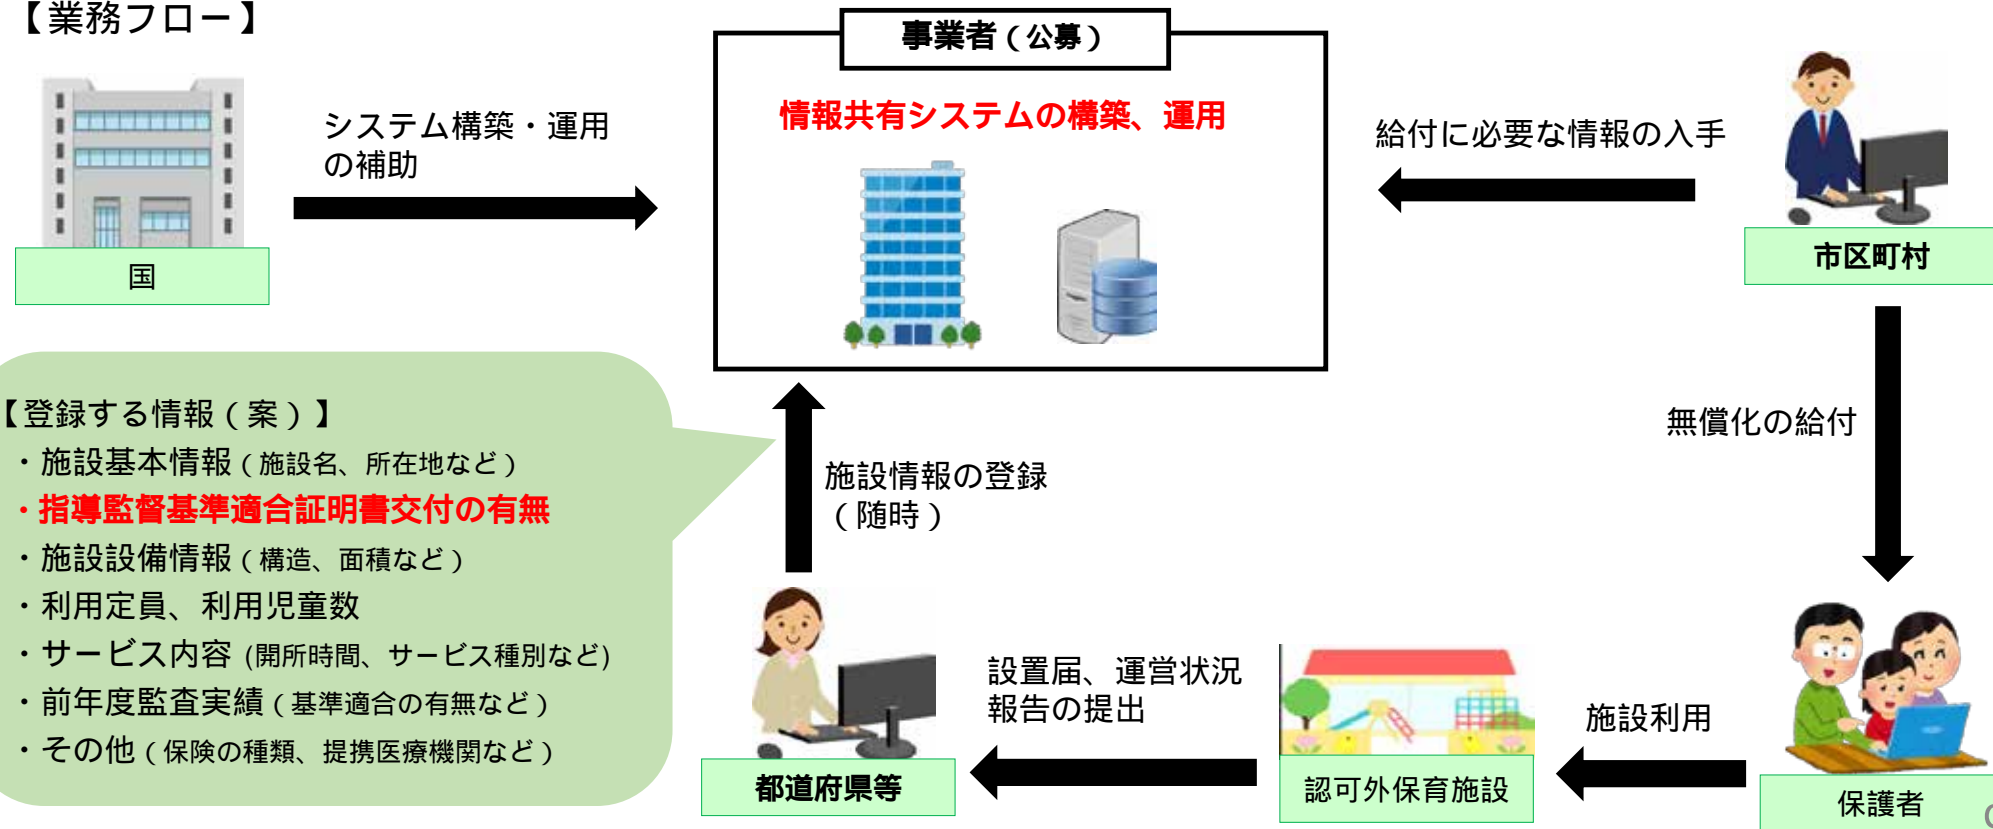 【業務フロー】
事業者(公募)
情報共有システムの構築、運用
システム構築・運用
の補助
国
給付に必要な情報の入手
市区町村
【登録する情報(案)】
・施設基本情報(施設名、所在地など)
・指導監督基準適合証明書交付の有無
・施設設備情報(構造、面積など)
・利用定員、利用児童数
・サービス内容 (開所時間、サービス種別など)
・前年度監査実績(基準適合の有無など)
・その他(保険の種類、提携医療機関など)
施設情報の登録
(随時)
無償化の給付
設置届、運営状況
報告の提出
都道府県等
認可外保育施設
施設利用
保護者